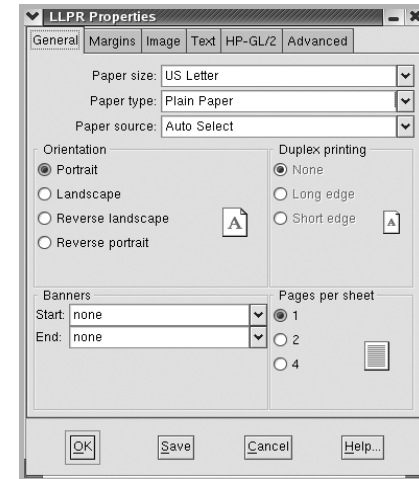 LLPR Properties
General Margins Image Text HP-GL/2 Advanced
Paper size: US Letter
Paper type: Plain Paper
Paper source: Auto Select
Orientation
Portrait
Landscape
Reverse landscape
Reverse portrait
A
Duplex printing
None
Long edge
Short edge
A
Banners
Start: none
End: none
Pages per sheet
1
2
4
OK Save Cancel Help...